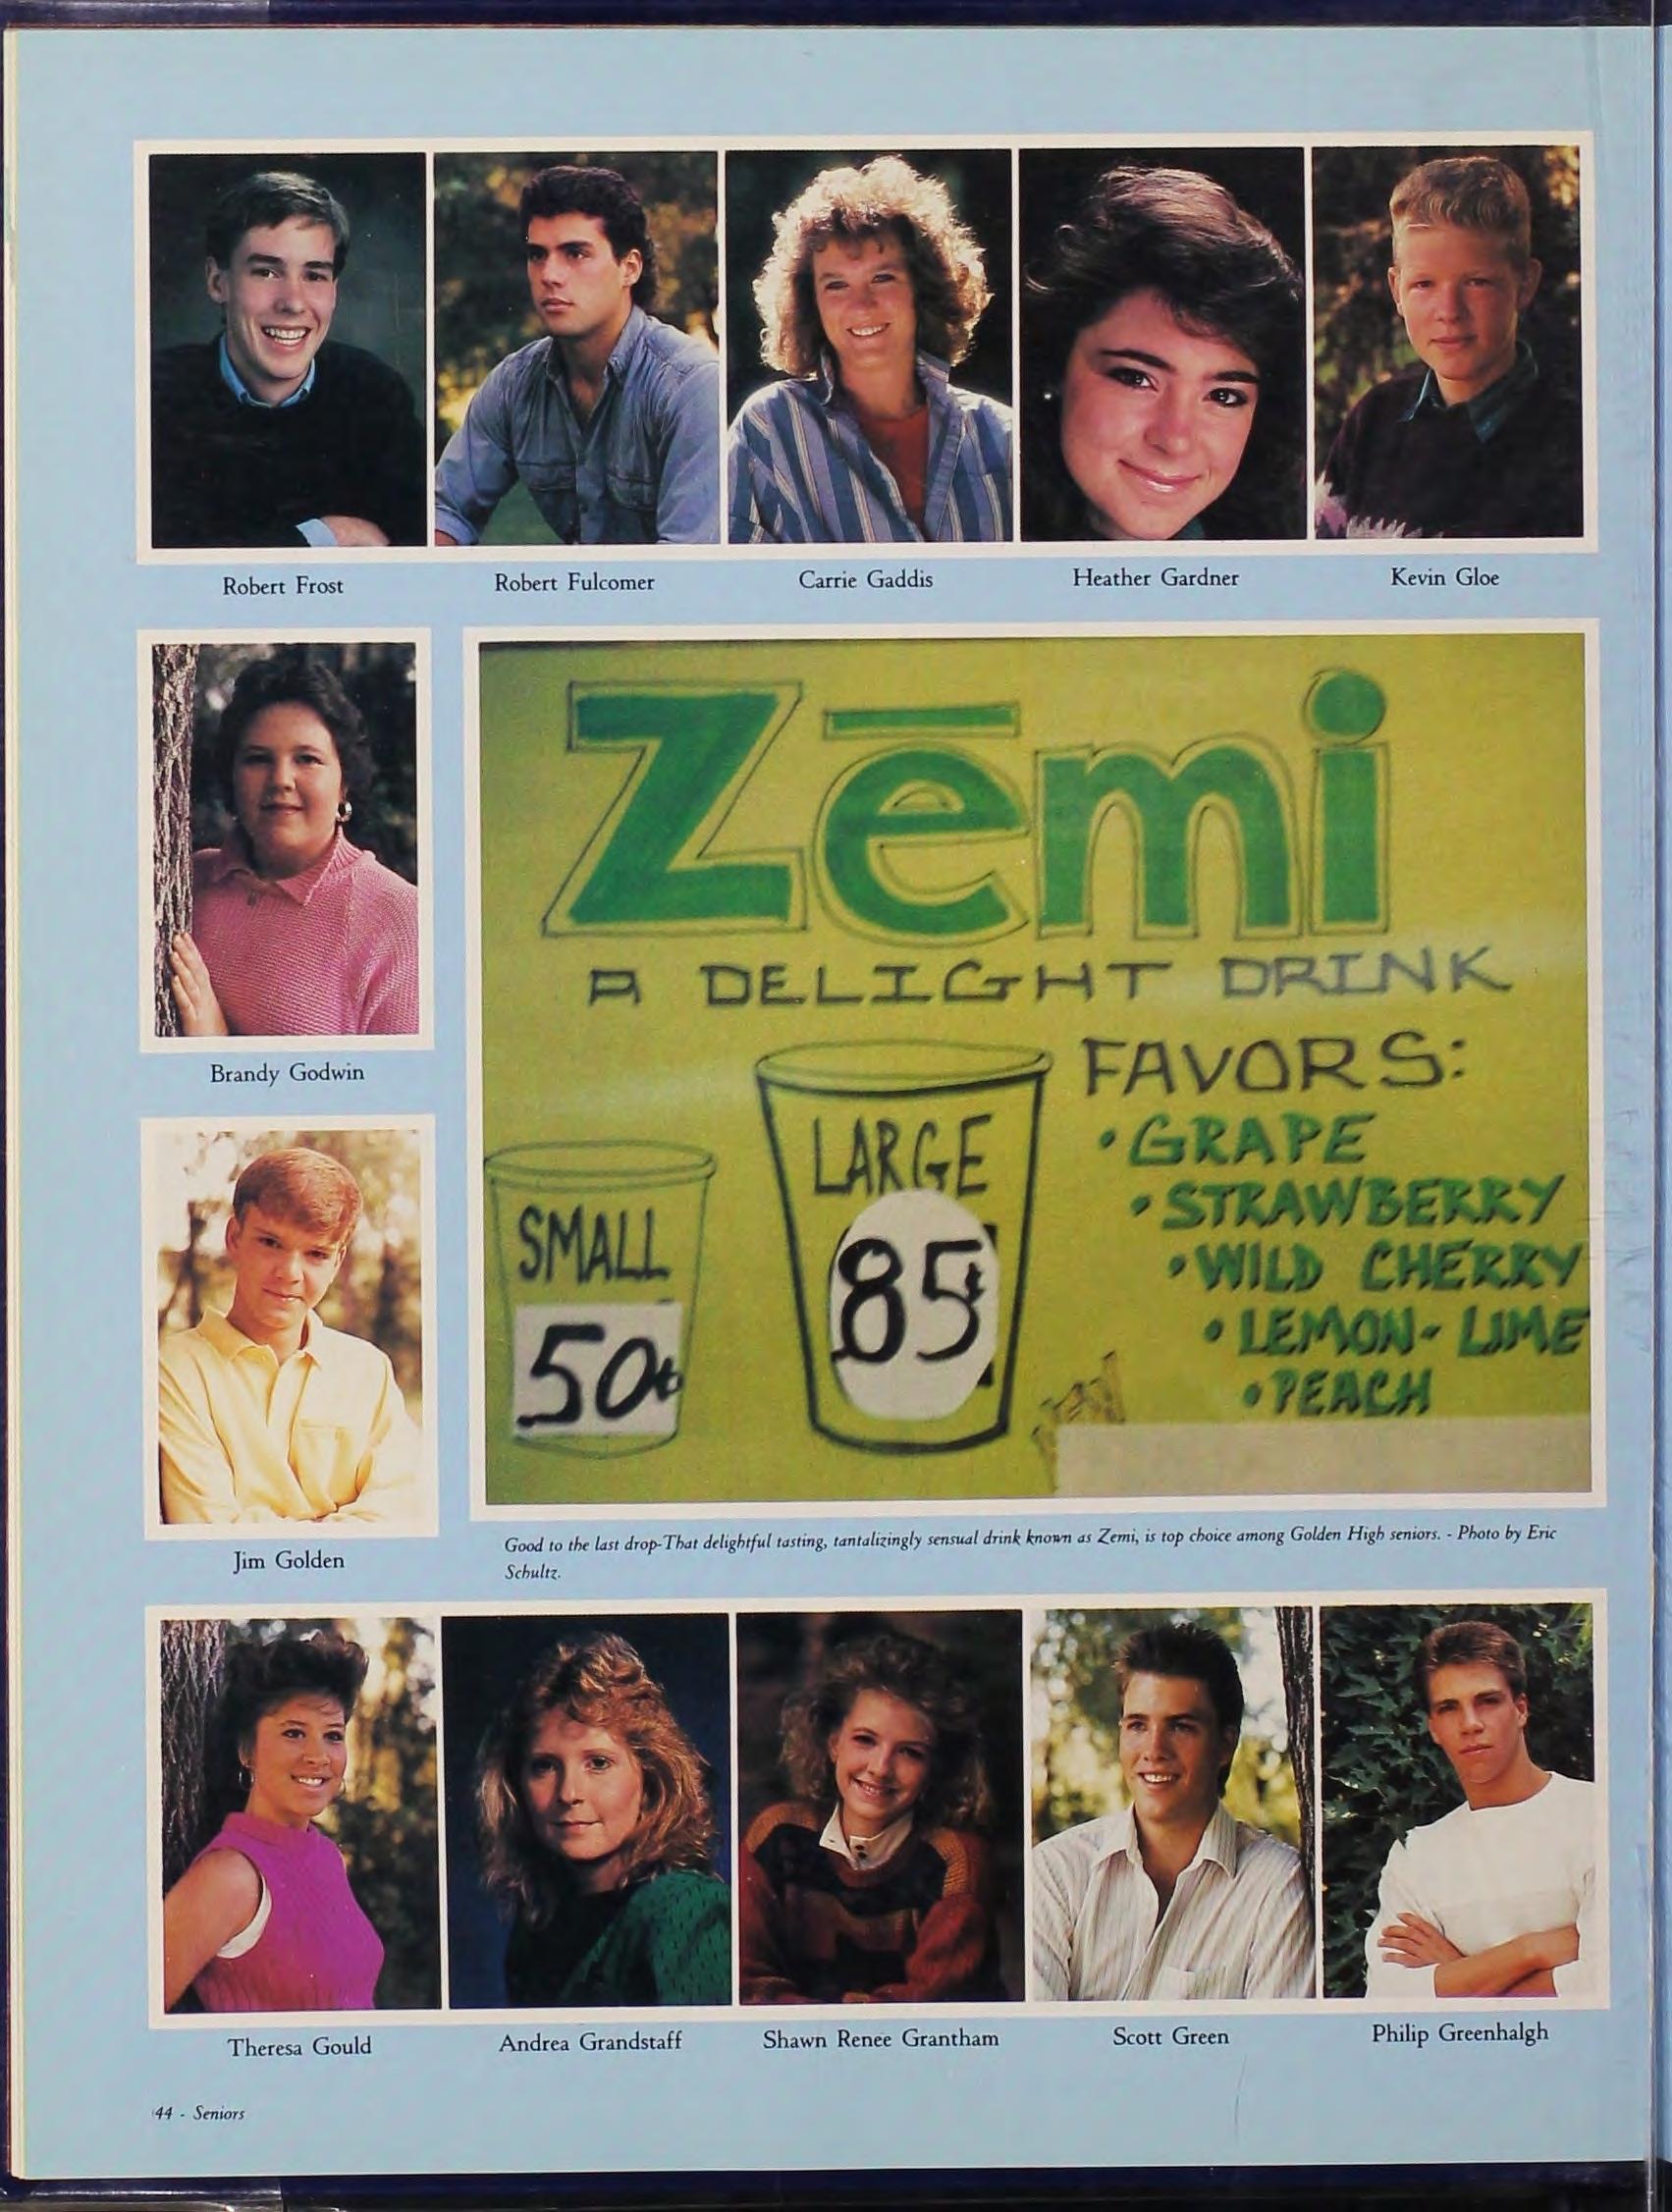 Robert Frost
Robert Fulcomer
Carrie Gaddis
Heather Gardner
Kevin Gloe
Brandy Godwin
Zēmi
A DELIGHT DRINK
FAVORS:
LARGE
85¢
SMALL
50¢
• GRAPE
• STRAWBERRY
• WILD CHERRY
• LEMON-LIME
• PEACH
Jim Golden
Good to the last drop-That delightful tasting, tantalizingly sensual drink known as Zemi, is top choice among Golden High seniors. - Photo by Eric
Schultz.
Theresa Gould
Andrea Grandstaff
Shawn Renee Grantham
Scott Green
Philip Greenhalgh
44 - Seniors